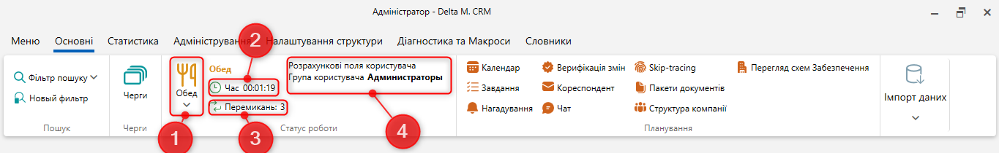 Адміністратор - Delta M. CRM
Меню Основні Статистика Адміністрування Налаштування структури Діагностика та Макроси Словники
2
Фільтр пошуку
Новый фильтр
Пошук
Черги
Черги
Обед
Обед
Час 00:01:19
Перемикань: 3
Розрахункові поля користувача
Група користувача Администраторы
1
3
4
Статус роботи
Календар
Завдання
Нагадування
Верифікація змін
Кореспондент
Чат
Skip-tracing
Пакети документів
Структура компанії
Перегляд схем Забезпечення
Планування
Імпорт даних